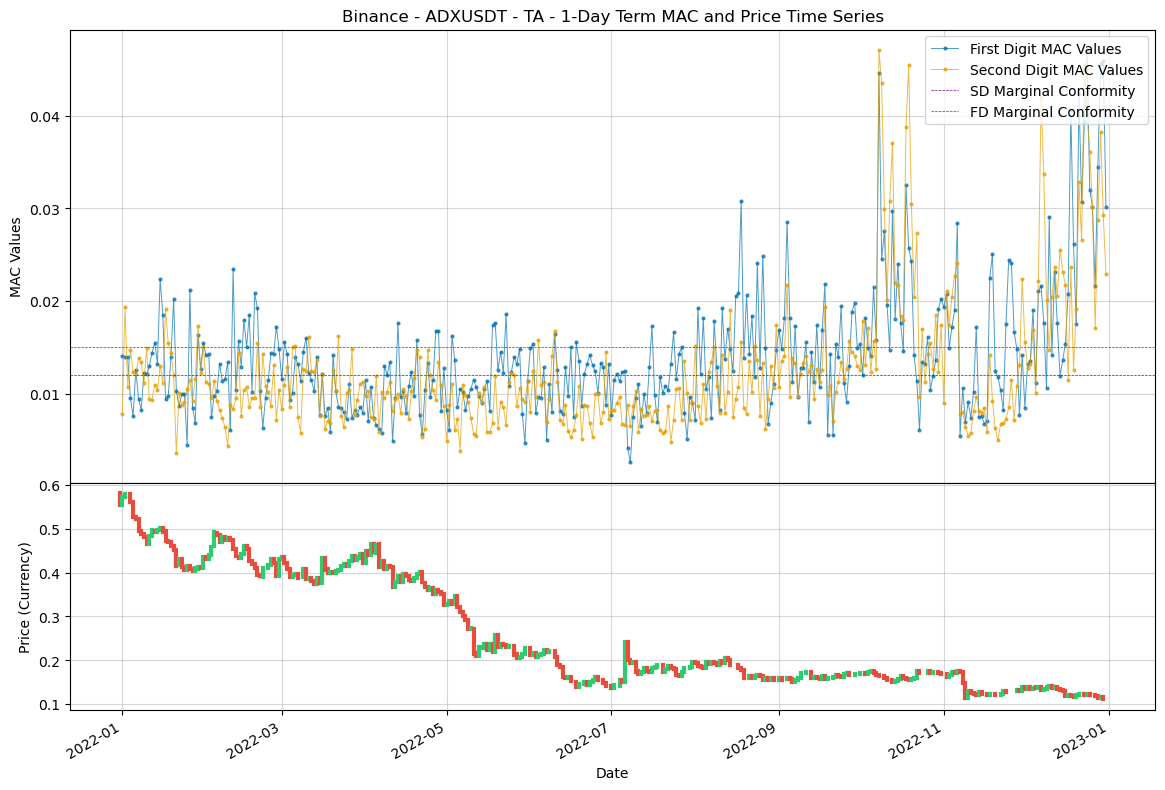 Binance - ADXUSDT - TA - 1-Day Term MAC and Price Time Series
First Digit MAC Values
Second Digit MAC Values
SD Marginal Conformity
FD Marginal Conformity
MAC Values
0.04
0.03
0.02
0.01
Price (Currency)
0.6
0.5
0.4
0.3
0.2
0.1
2022-01
2022-03
2022-05
2022-07
2022-09
2022-11
2023-01
Date